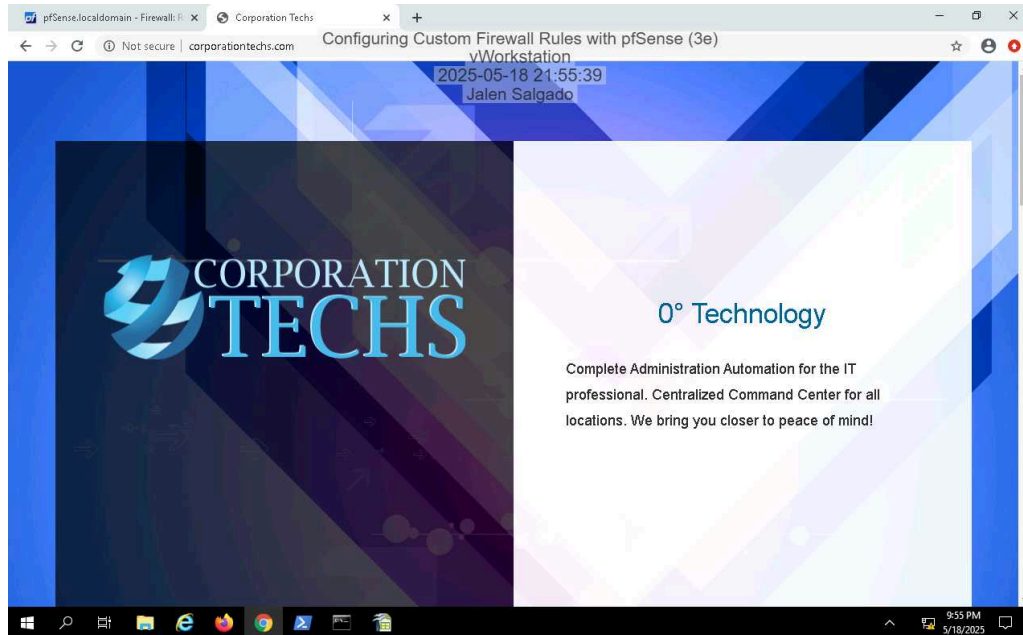 pfSense.localdomain - Firewall: R
Corporation Techs
Not secure | corporationtechs.com
Configuring Custom Firewall Rules with pfSense (3e)
vWorkstation
2025-05-18 21:55:39
Jalen Salgado
CORPORATION
TECHS
0° Technology
Complete Administration Automation for the IT
professional. Centralized Command Center for all
locations. We bring you closer to peace of mind!
9:55 PM
5/18/2025